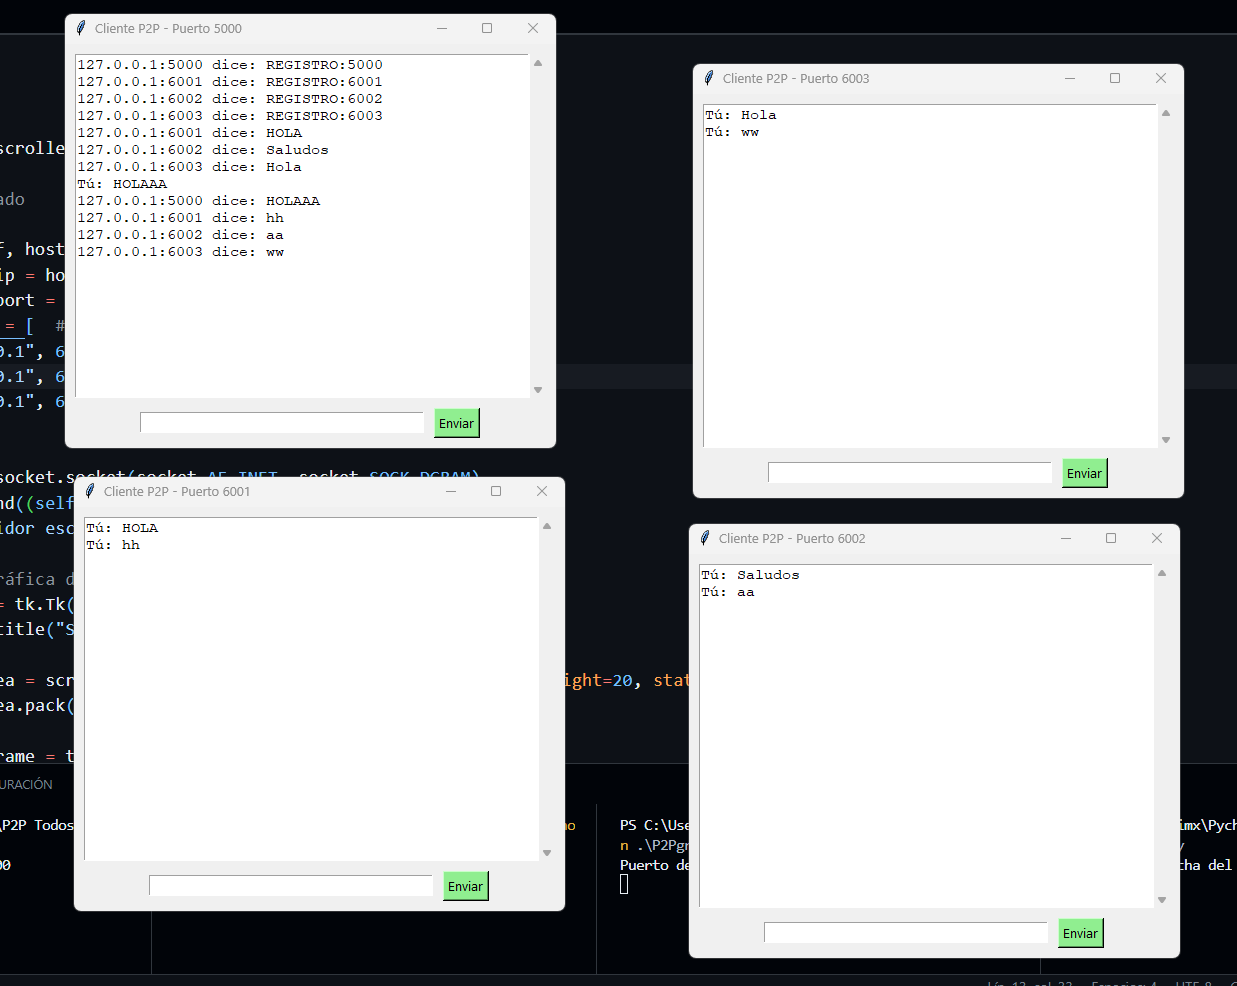 Cliente P2P - Puerto 5000
127.0.0.1:5000 dice: REGISTRO:5000
127.0.0.1:6001 dice: REGISTRO:6001
127.0.0.1:6002 dice: REGISTRO:6002
127.0.0.1:6003 dice: REGISTRO:6003
127.0.0.1:6001 dice: HOLA
127.0.0.1:6002 dice: Saludos
127.0.0.1:6003 dice: Hola
Tú: HOLAAA
127.0.0.1:5000 dice: HOLAAA
127.0.0.1:6001 dice: hh
127.0.0.1:6002 dice: aa
127.0.0.1:6003 dice: ww
Enviar
Cliente P2P - Puerto 6003
Tú: Hola
Tú: ww
Enviar
Cliente P2P - Puerto 6001
Tú: HOLA
Tú: hh
Enviar
Cliente P2P - Puerto 6002
Tú: Saludos
Tú: aa
Enviar
scrolle
ado
f, host
ip = ho
port =
= [ #
0.1", 6
0.1", 6
0.1", 6
socket.socket(socket.AF_INET, socket.SOCK_DGRAM)
nd((self
idor esc
ráfica d
= tk.Tk(
title("S
ea = scr ight=20, stat
ea.pack(
rame = t
URACIÓN
\P2P Todos no
00
PS C:\Use imx\Pych
n .\P2Pgr y
Puerto de cha del